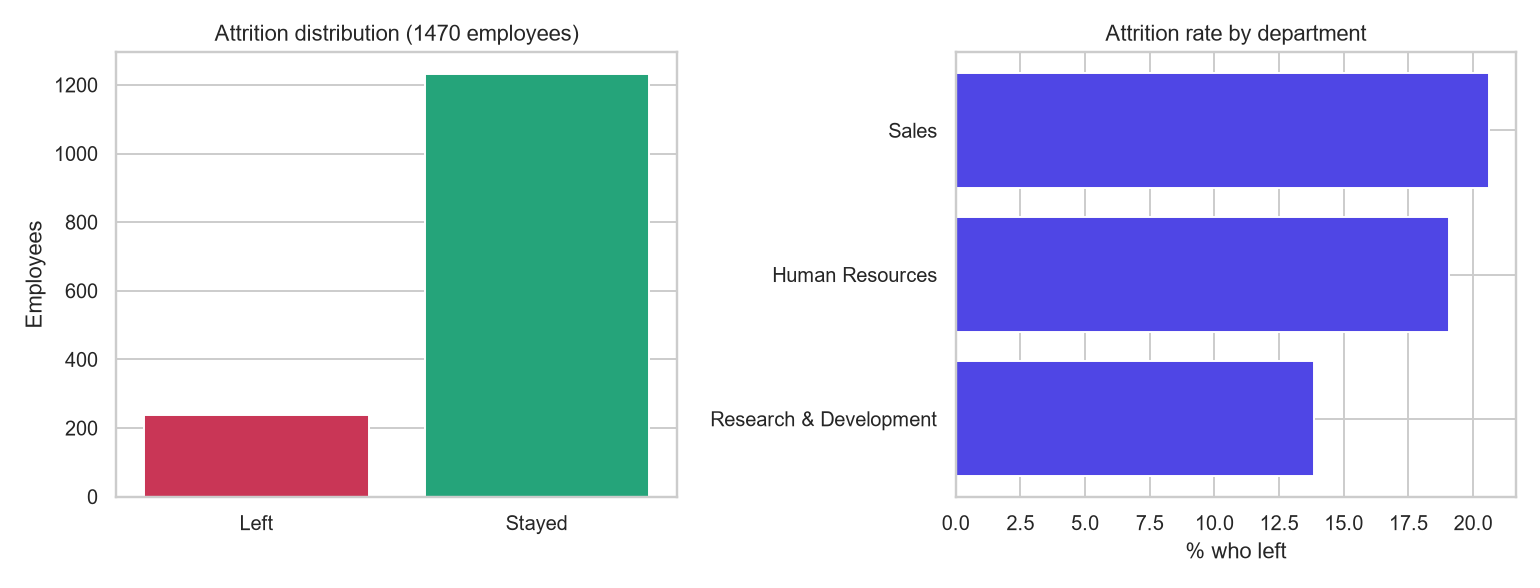 Attrition distribution (1470 employees)
Employees
1200
1000
800
600
400
200
0
Left Stayed
Attrition rate by department
Sales
Human Resources
Research & Development
0.0 2.5 5.0 7.5 10.0 12.5 15.0 17.5 20.0
% who left